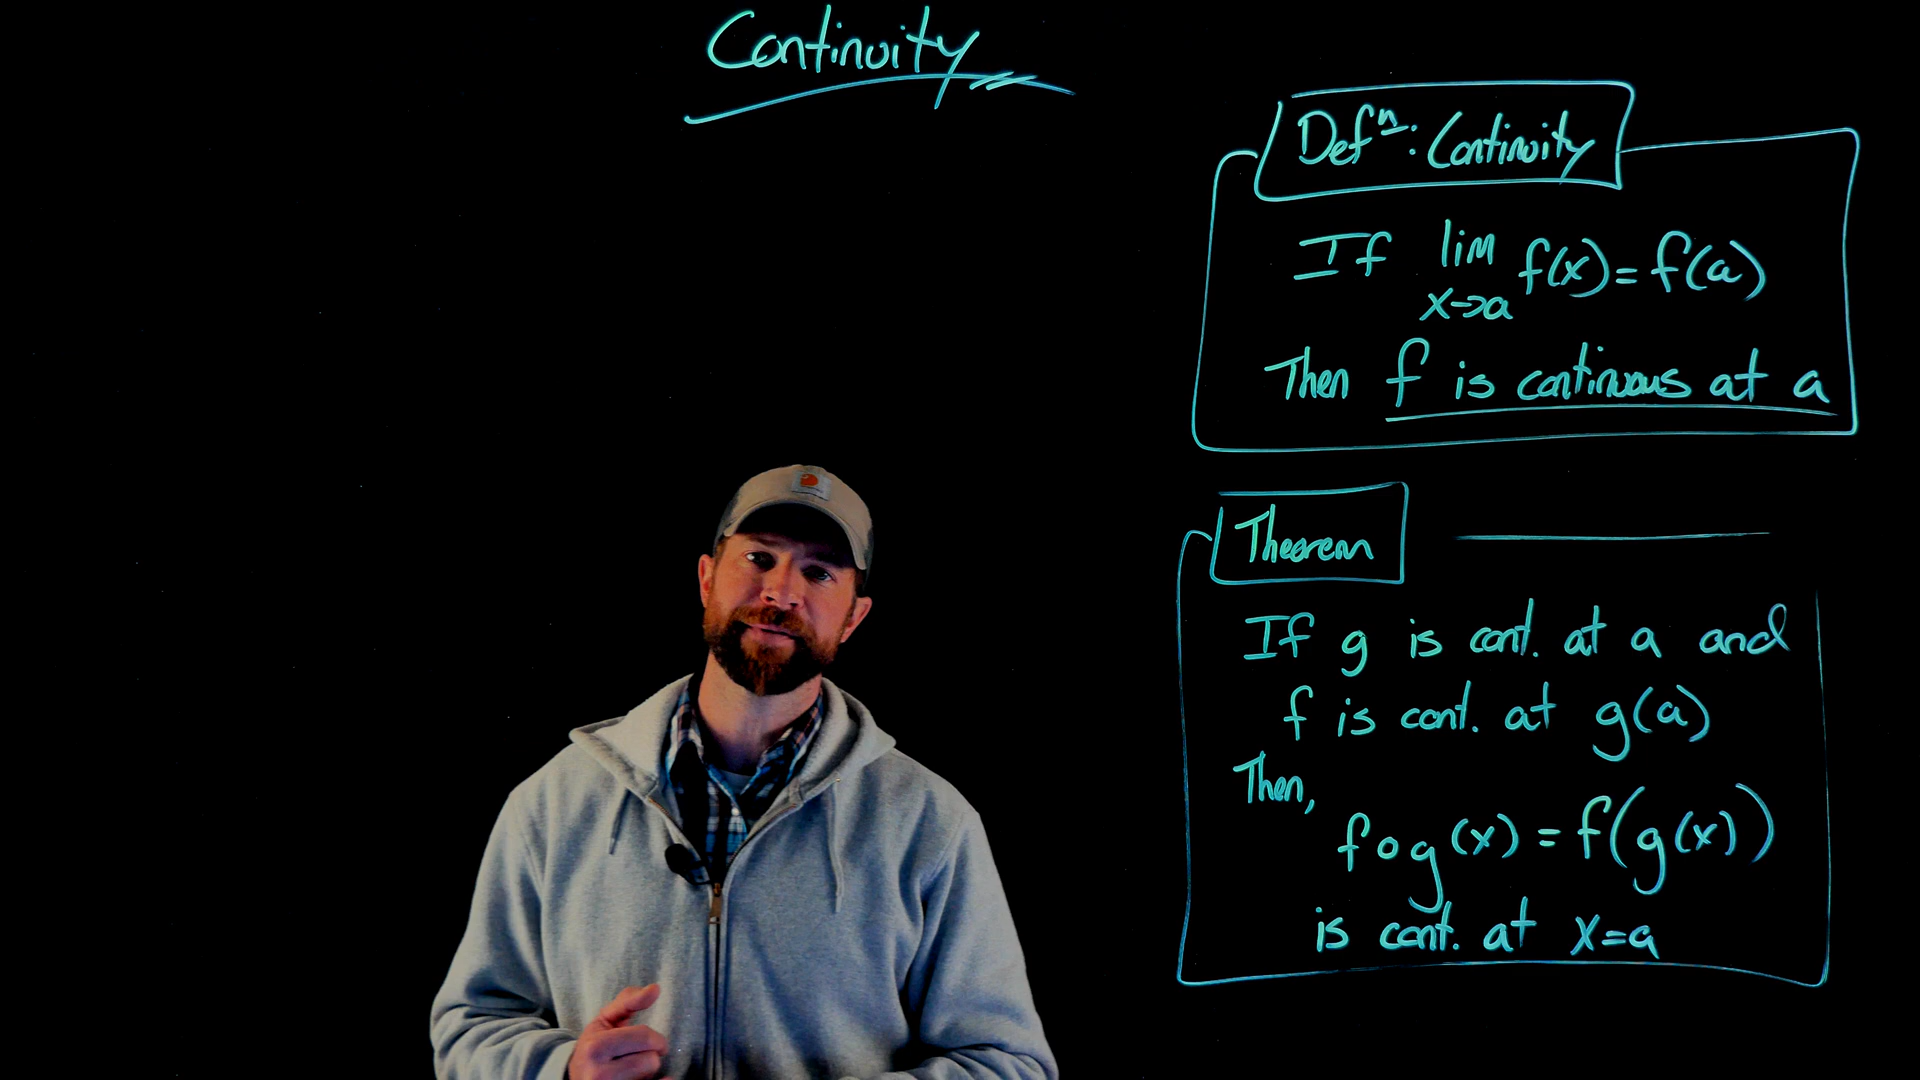 Continuity
Defⁿ: Continuity
If lim f(x) = f(a)
x→a
Then f is continuous at a
Theorem
If g is cont. at a and
f is cont. at g(a)
Then,
f∘g(x) = f(g(x))
is cont. at x=a